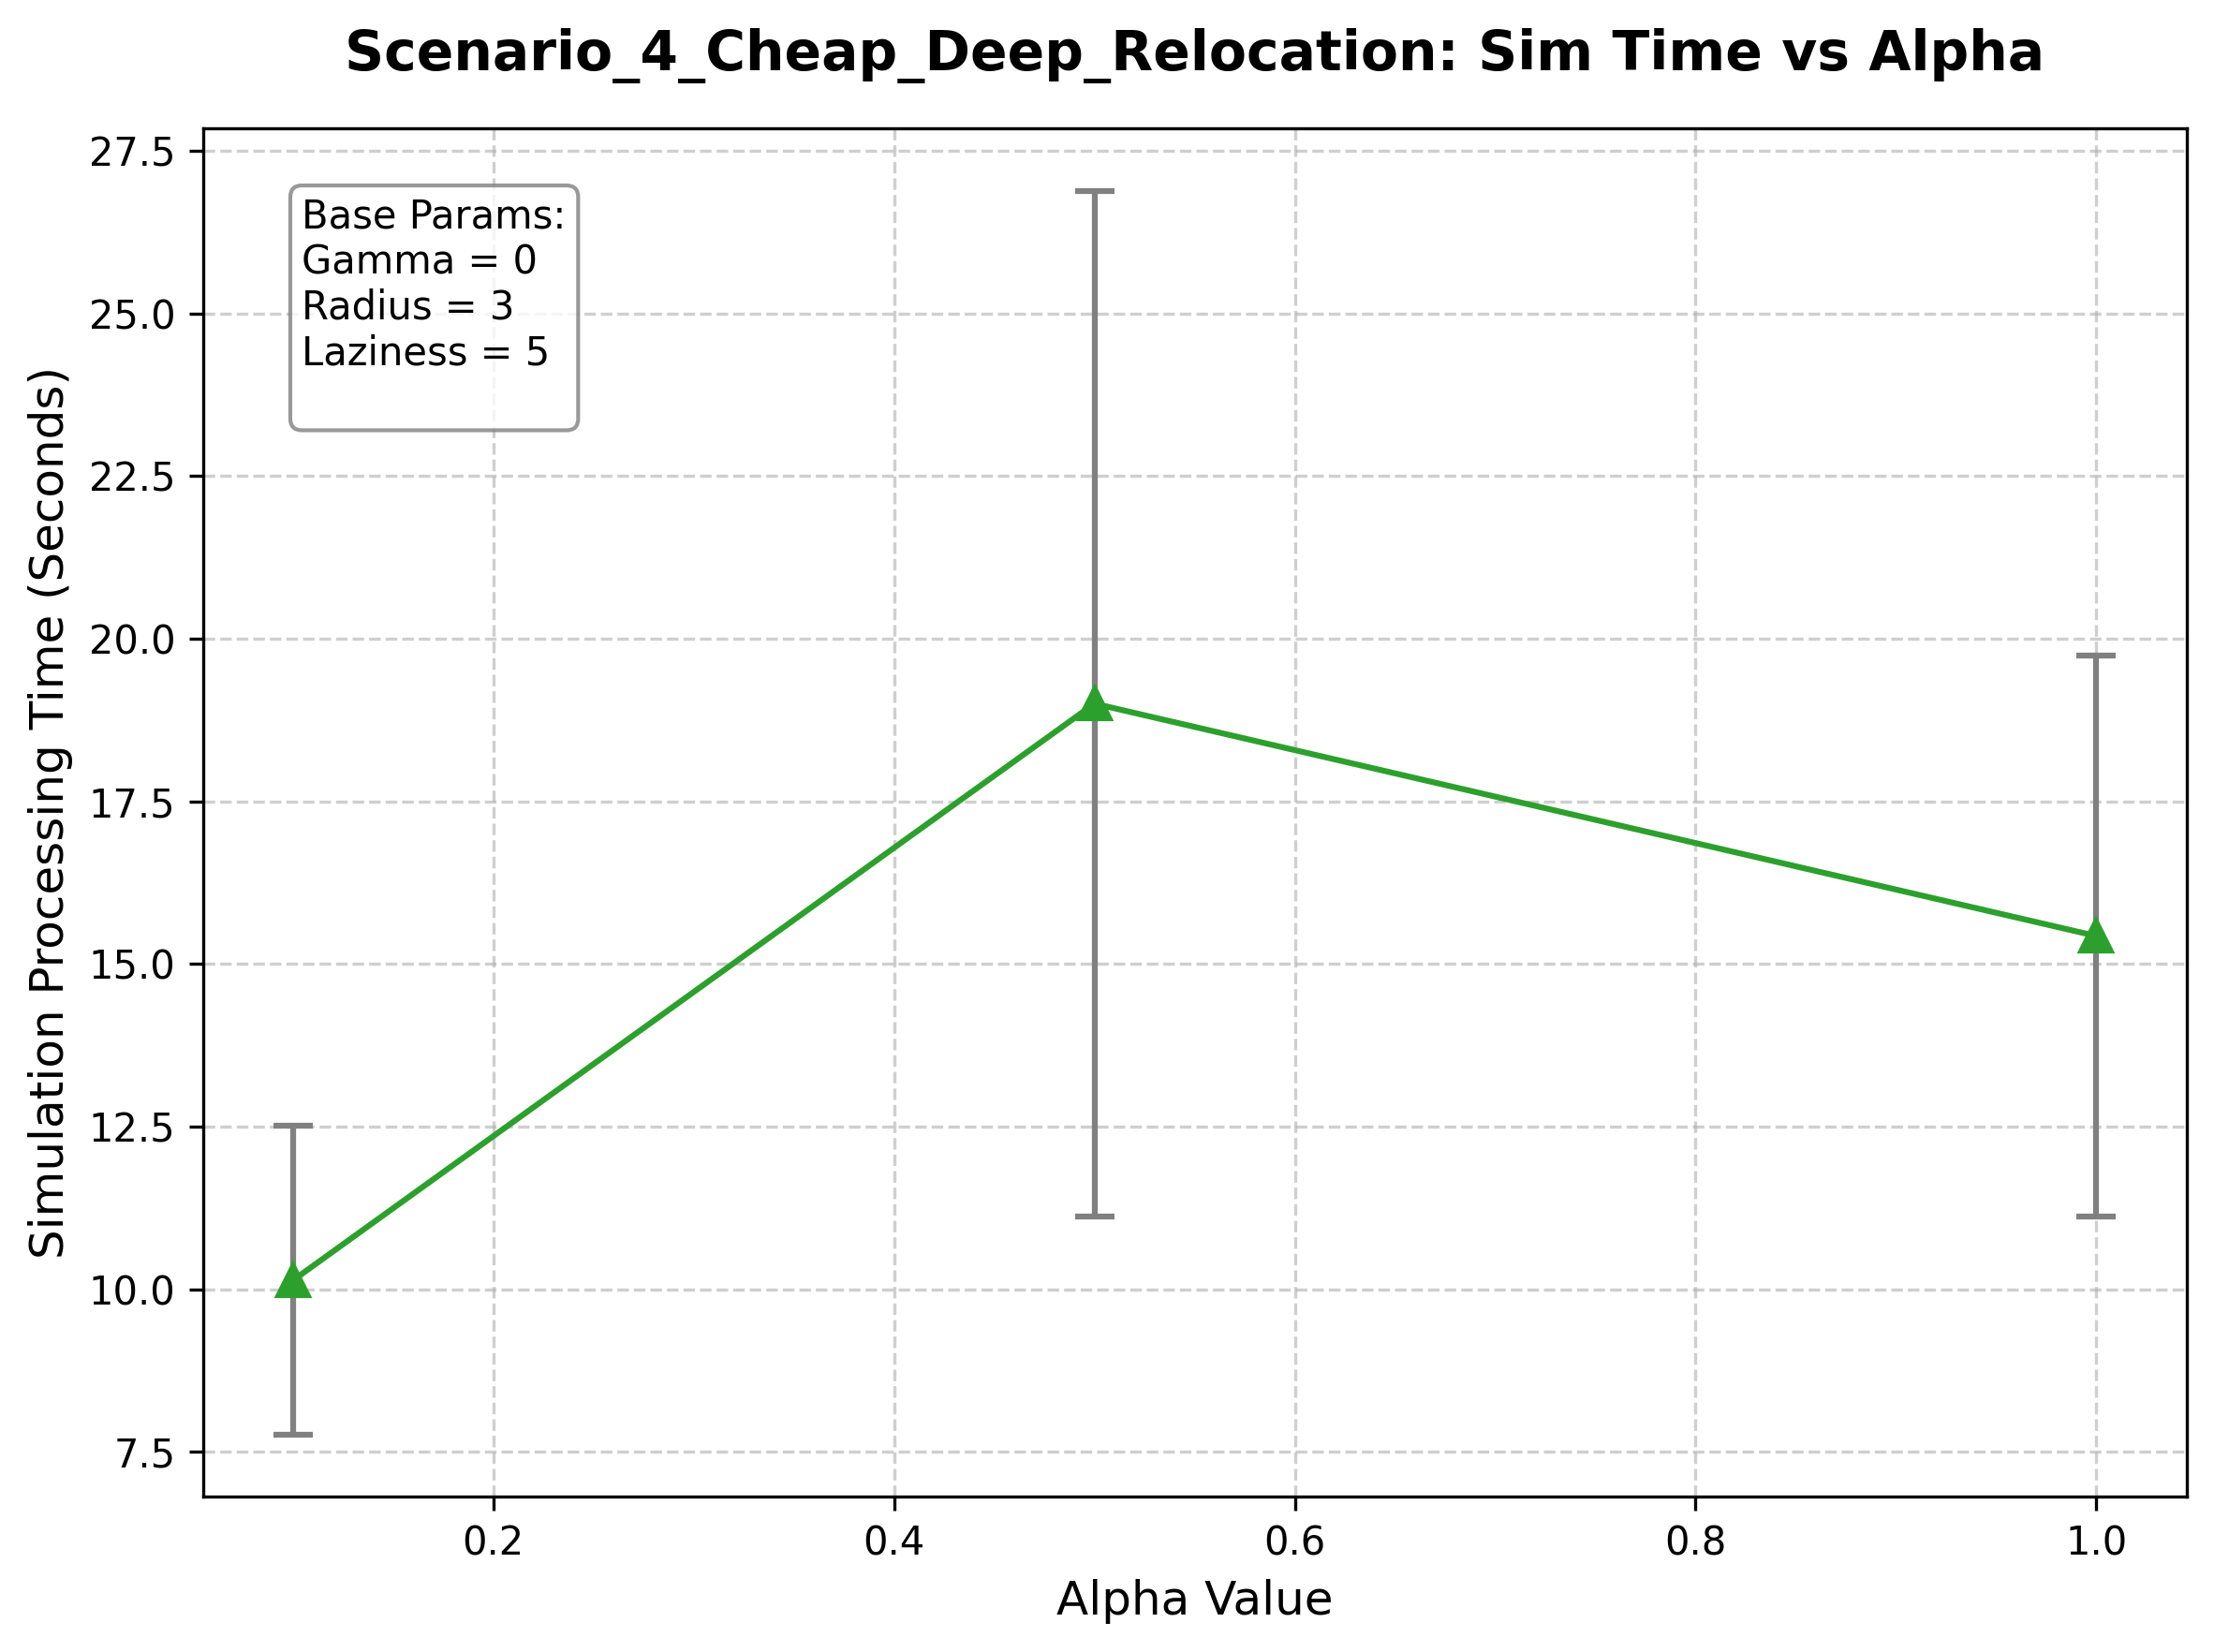 Scenario_4_Cheap_Deep_Relocation: Sim Time vs Alpha
Simulation Processing Time (Seconds)
27.5
25.0
22.5
20.0
17.5
15.0
12.5
10.0
7.5
Base Params:
Gamma = 0
Radius = 3
Laziness = 5
0.2
0.4
0.6
0.8
1.0
Alpha Value